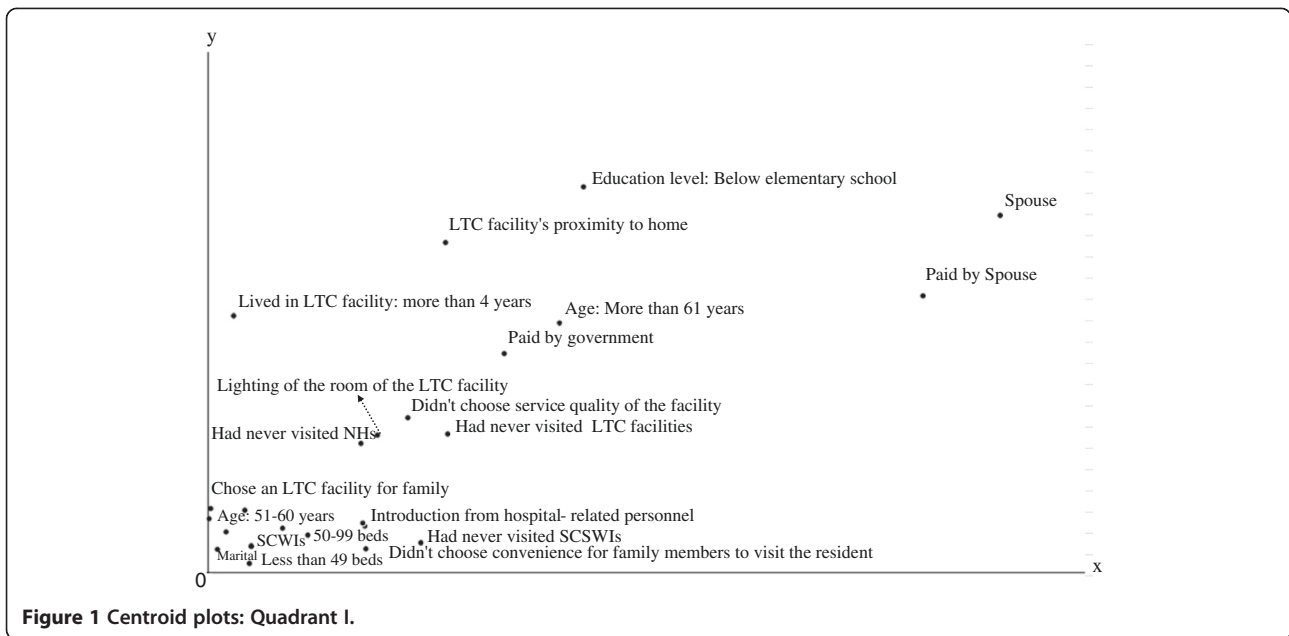 y
Education level: Below elementary school
Spouse
LTC facility's proximity to home
Paid by Spouse
Lived in LTC facility: more than 4 years
Age: More than 61 years
Paid by government
Lighting of the room of the LTC facility
Didn't choose service quality of the facility
Had never visited NHs
Had never visited LTC facilities
Chose an LTC facility for family
Age: 51-60 years
Introduction from hospital- related personnel
SCWIs
50-99 beds
Had never visited SCSWIs
Marital
Less than 49 beds
Didn't choose convenience for family members to visit the resident
0
x
Figure 1 Centroid plots: Quadrant I.